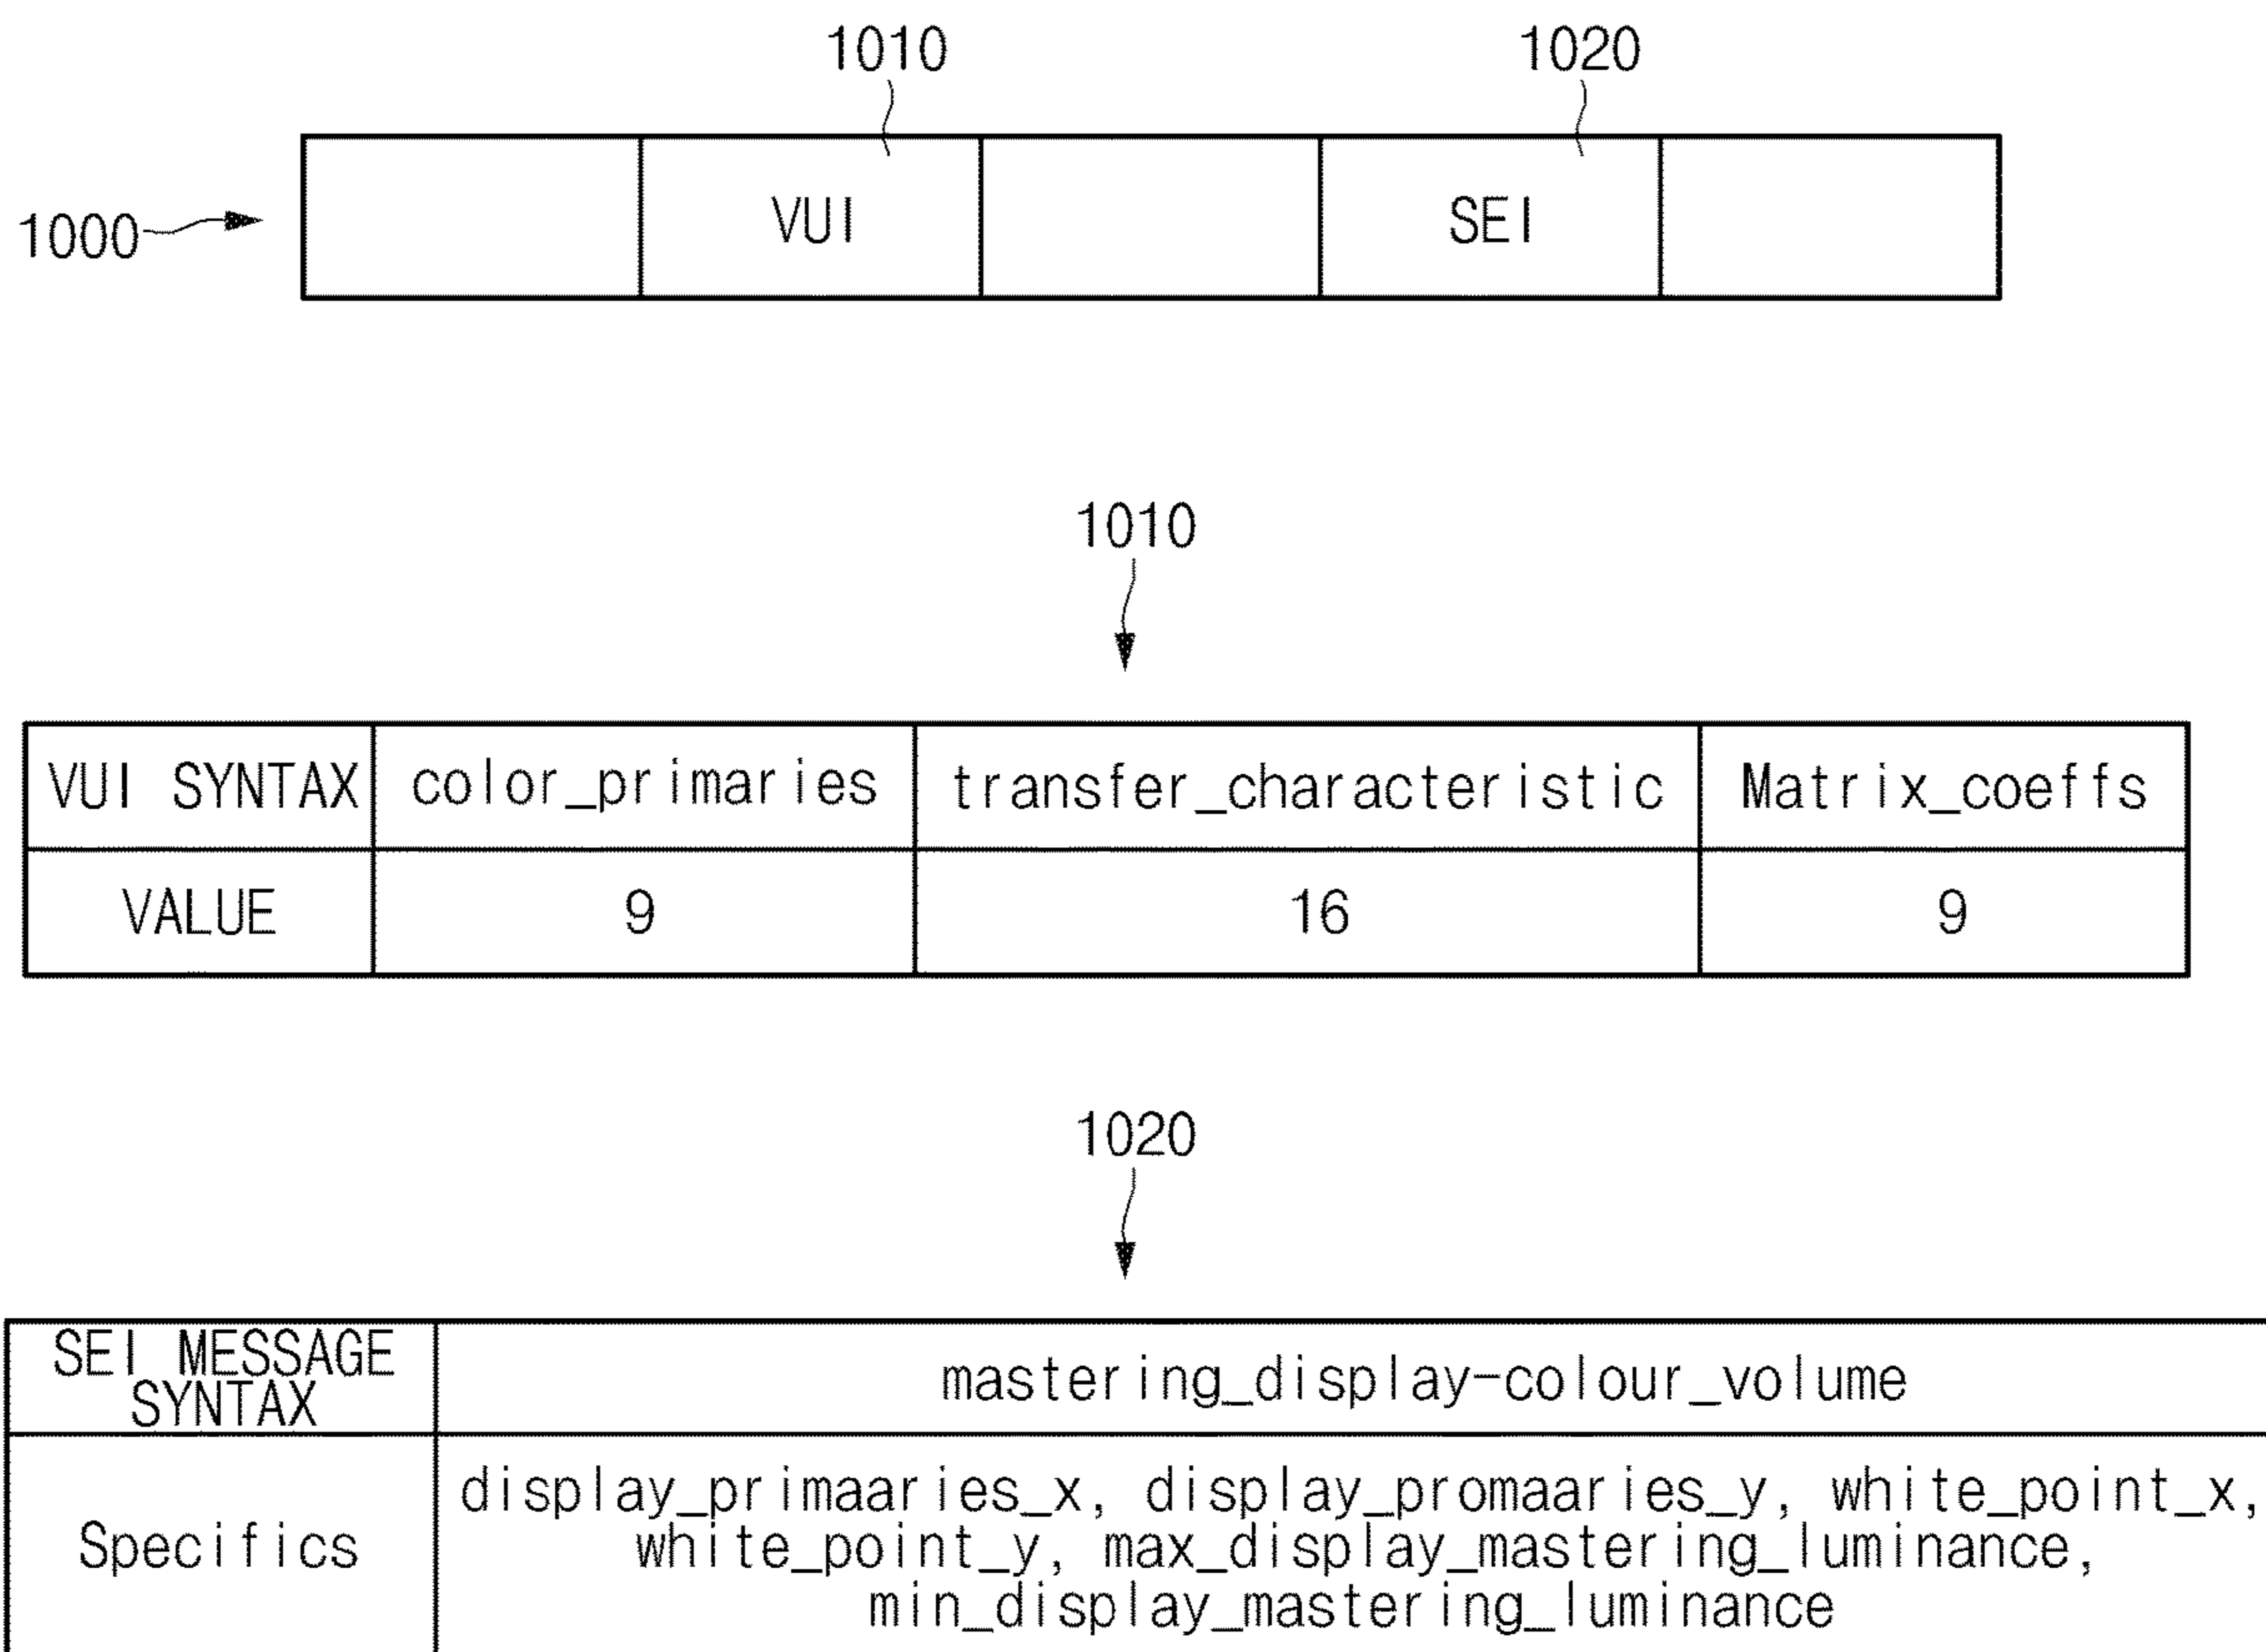 1010 1020
1000 VUI SEI
1010
VUI SYNTAX color_primaries transfer_characteristic Matrix_coeffs
VALUE 9 16 9
1020
SEI MESSAGE
SYNTAX
mastering_display-colour_volume
Specifics
display_primaaries_x, display_promaaries_y, white_point_x,
white_point_y, max_display_mastering_luminance,
min_display_mastering_luminance